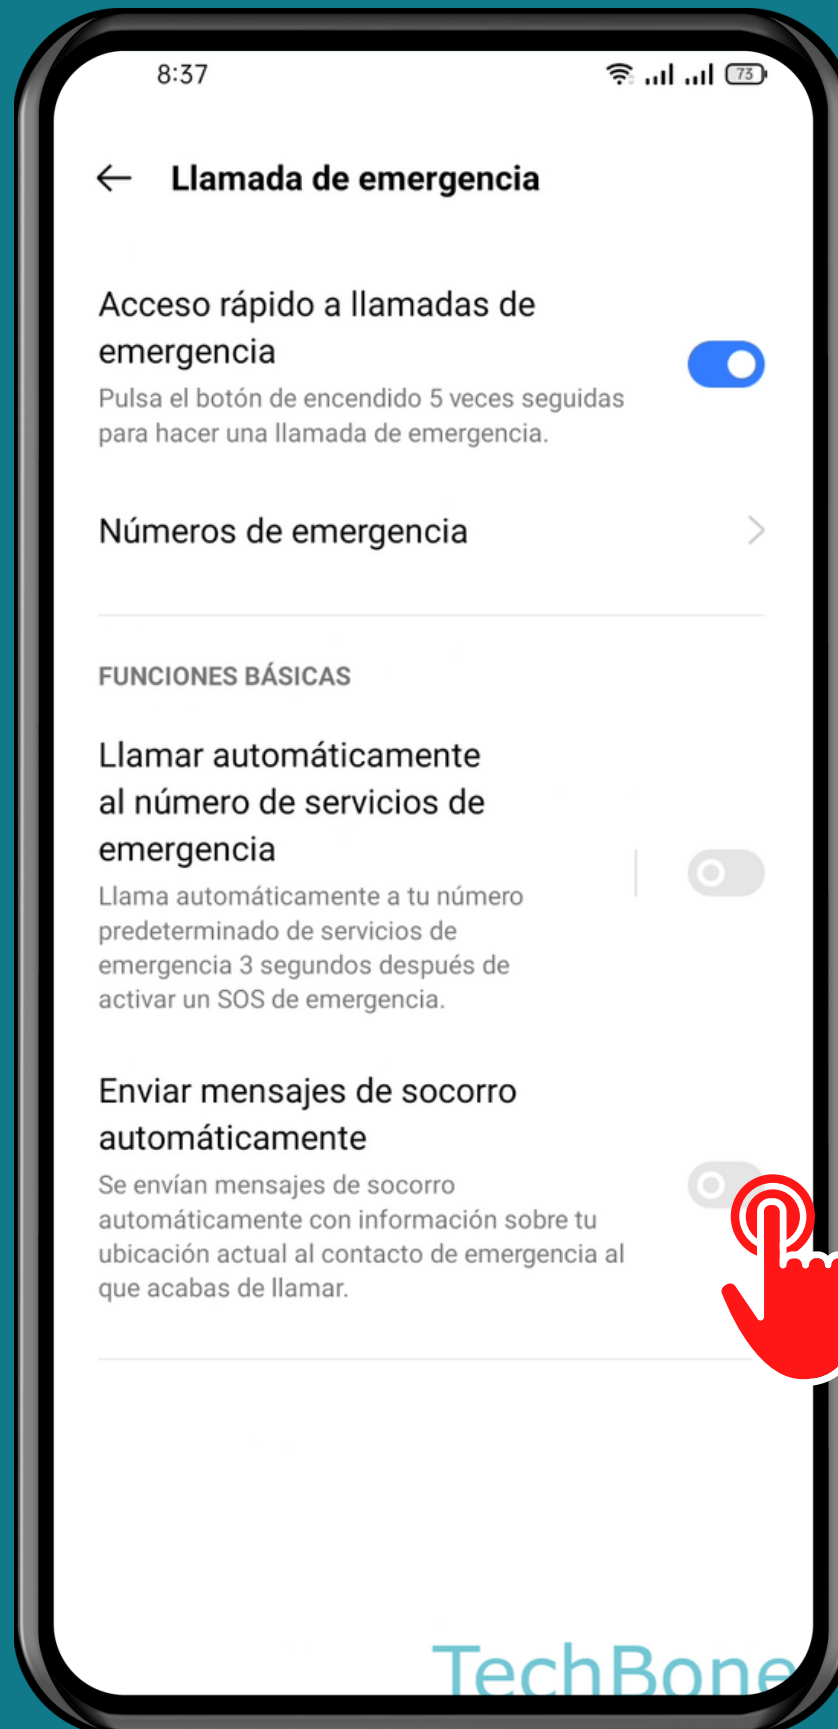 8:37
73
Llamada de emergencia
Acceso rápido a llamadas de
emergencia
Pulsa el botón de encendido 5 veces seguidas
para hacer una llamada de emergencia.
Números de emergencia
FUNCIONES BÁSICAS
Llamar automáticamente
al número de servicios de
emergencia
Llama automáticamente a tu número
predeterminado de servicios de
emergencia 3 segundos después de
activar un SOS de emergencia.
Enviar mensajes de socorro
automáticamente
Se envían mensajes de socorro
automáticamente con información sobre tu
ubicación actual al contacto de emergencia al
que acabas de llamar.
TechBone